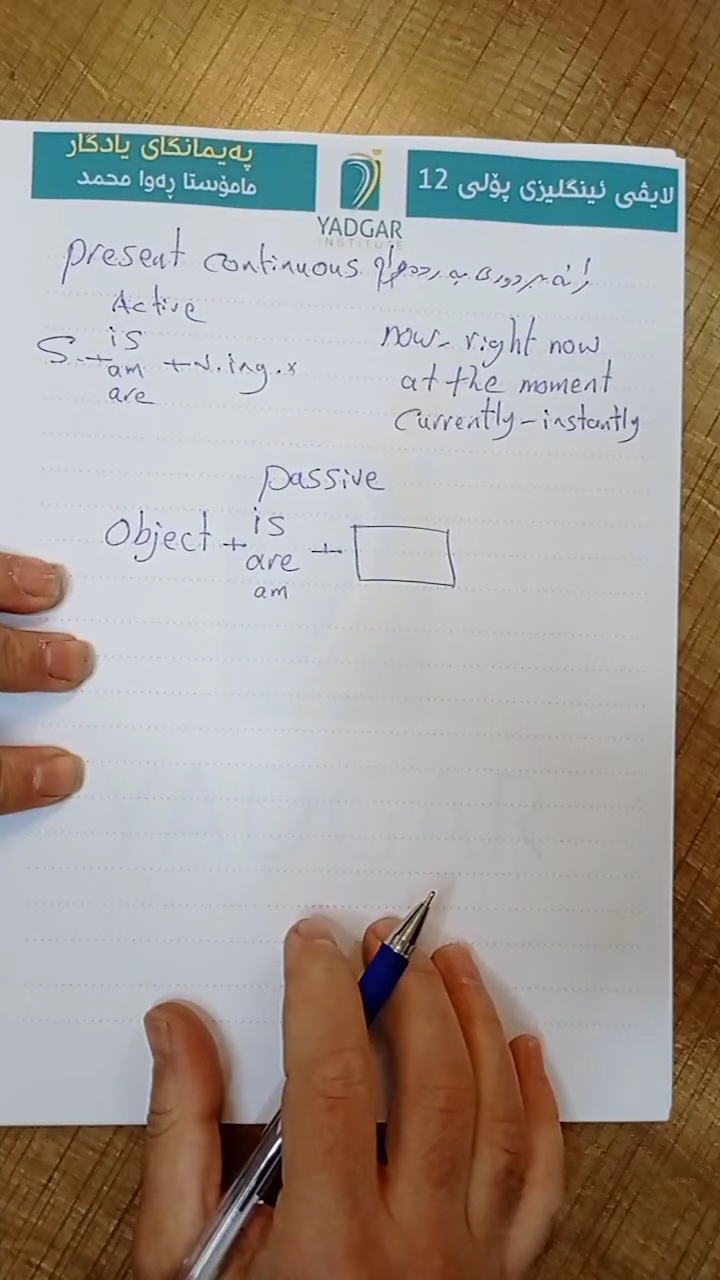 پەیمانگای یادگار
مامۆستا ڕەوا محمد
YADGAR
INSTITUTE
لایڤی ئینگلیزی پۆلی 12
present continuous
Active
is
S. + am + v.ing.x
are
now - right now
at the moment
currently - instantly
passive
is
Object + are +
am
YADGAR